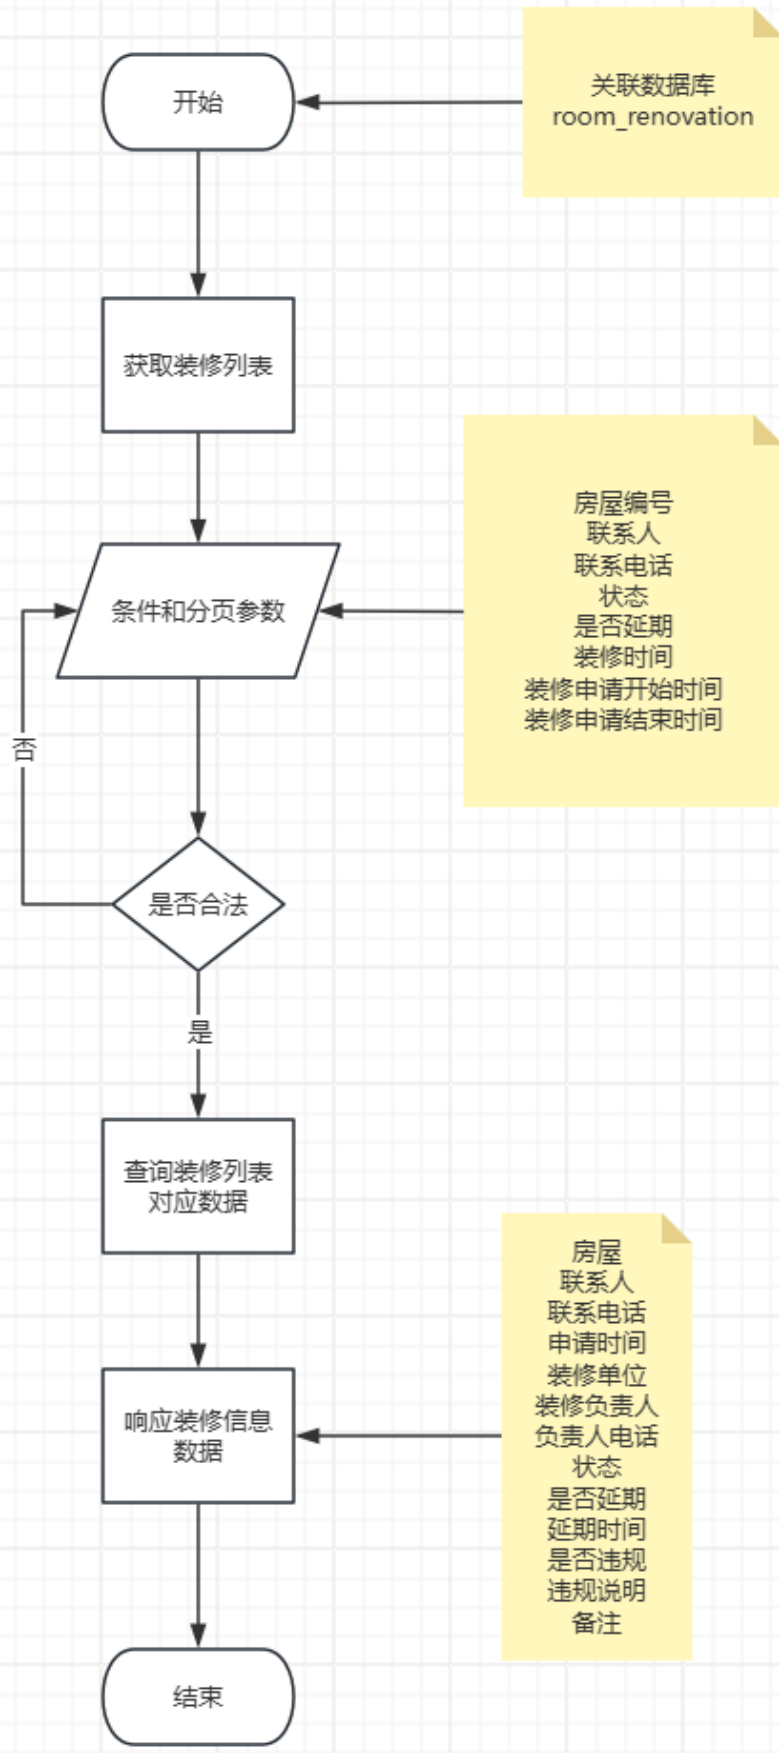 开始
关联数据库
room_renovation
获取装修列表
条件和分页参数
房屋编号
联系人
联系电话
状态
是否延期
装修时间
装修申请开始时间
装修申请结束时间
否
是否合法
是
查询装修列表
对应数据
响应装修信息
数据
房屋
联系人
联系电话
申请时间
装修单位
装修负责人
负责人电话
状态
是否延期
延期时间
是否违规
违规说明
备注
结束